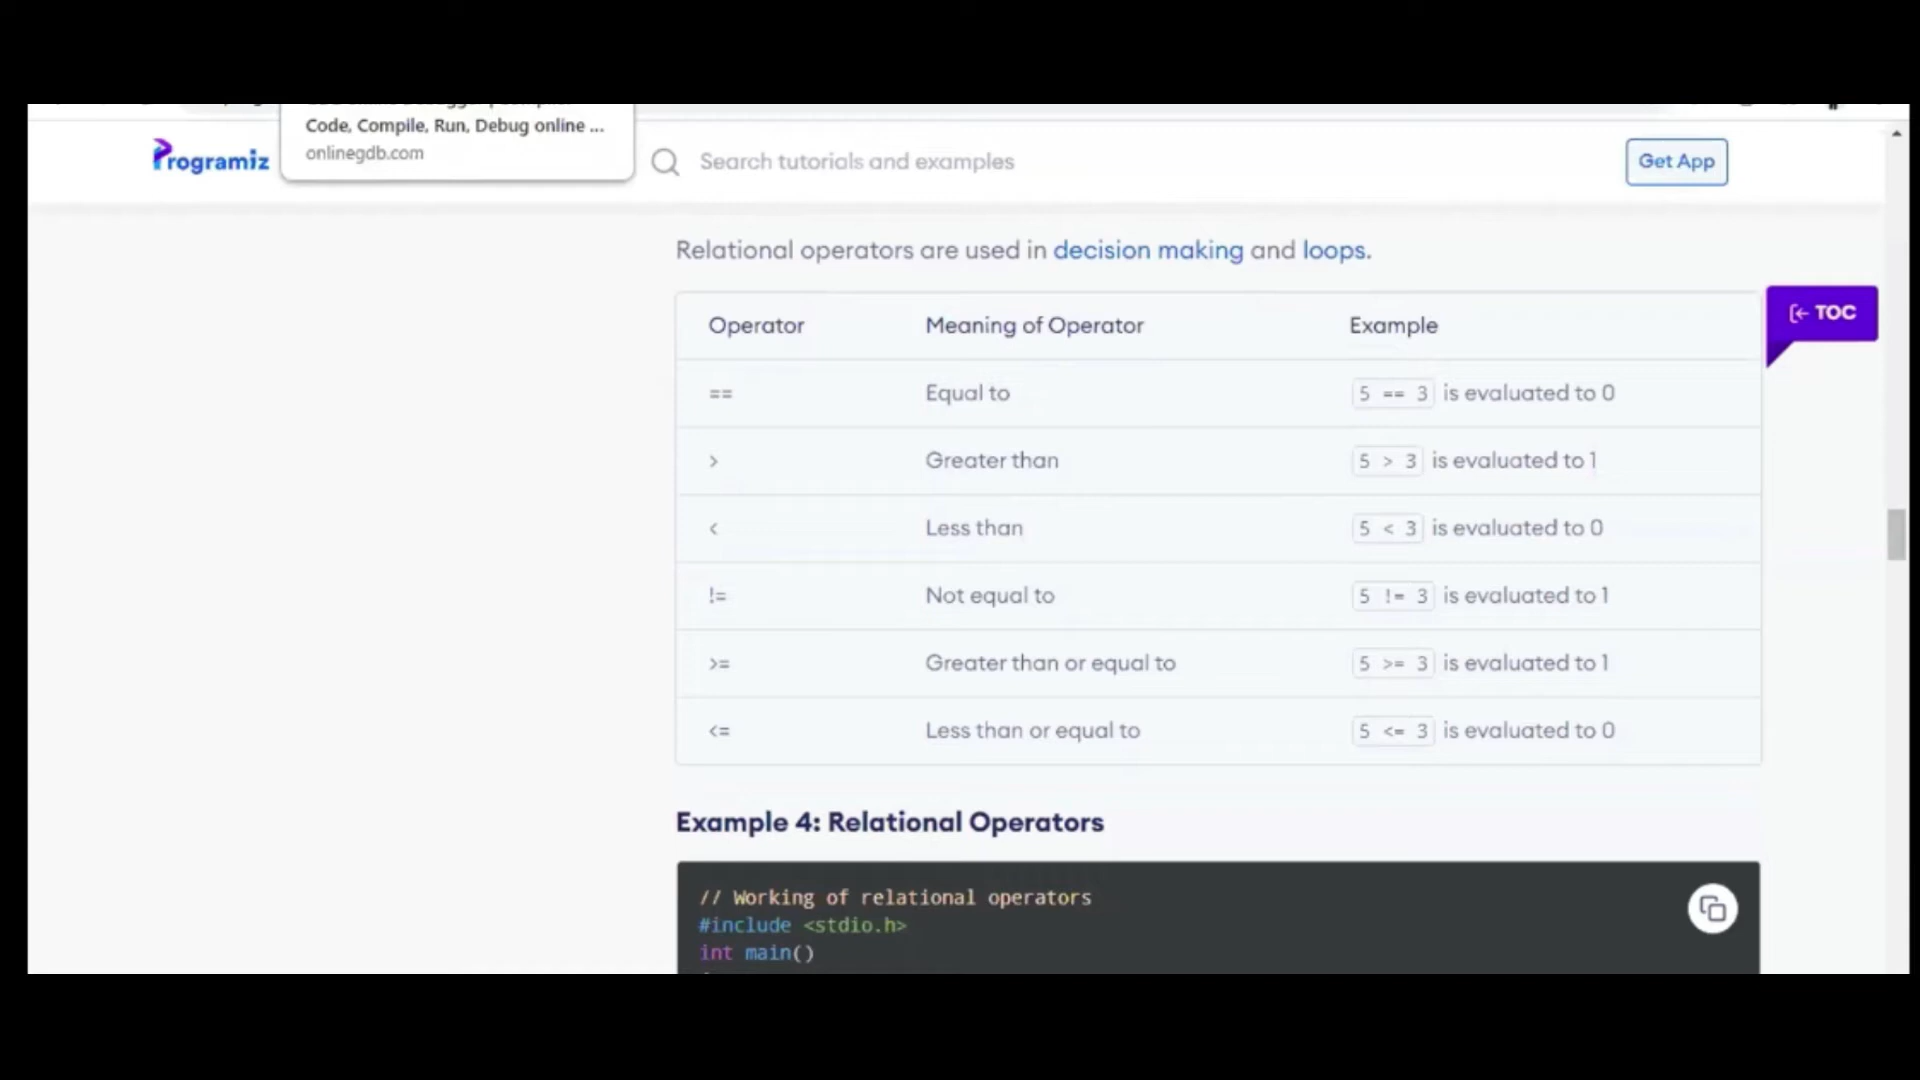 Code, Compile, Run, Debug online ...
onlinegdb.com
Programiz
Search tutorials and examples
Get App
Relational operators are used in decision making and loops.
TOC
Operator Meaning of Operator Example
== Equal to 5 == 3 is evaluated to 0
> Greater than 5 > 3 is evaluated to 1
< Less than 5 < 3 is evaluated to 0
!= Not equal to 5 != 3 is evaluated to 1
>= Greater than or equal to 5 >= 3 is evaluated to 1
<= Less than or equal to 5 <= 3 is evaluated to 0
Example 4: Relational Operators
// Working of relational operators
#include <stdio.h>
int main()